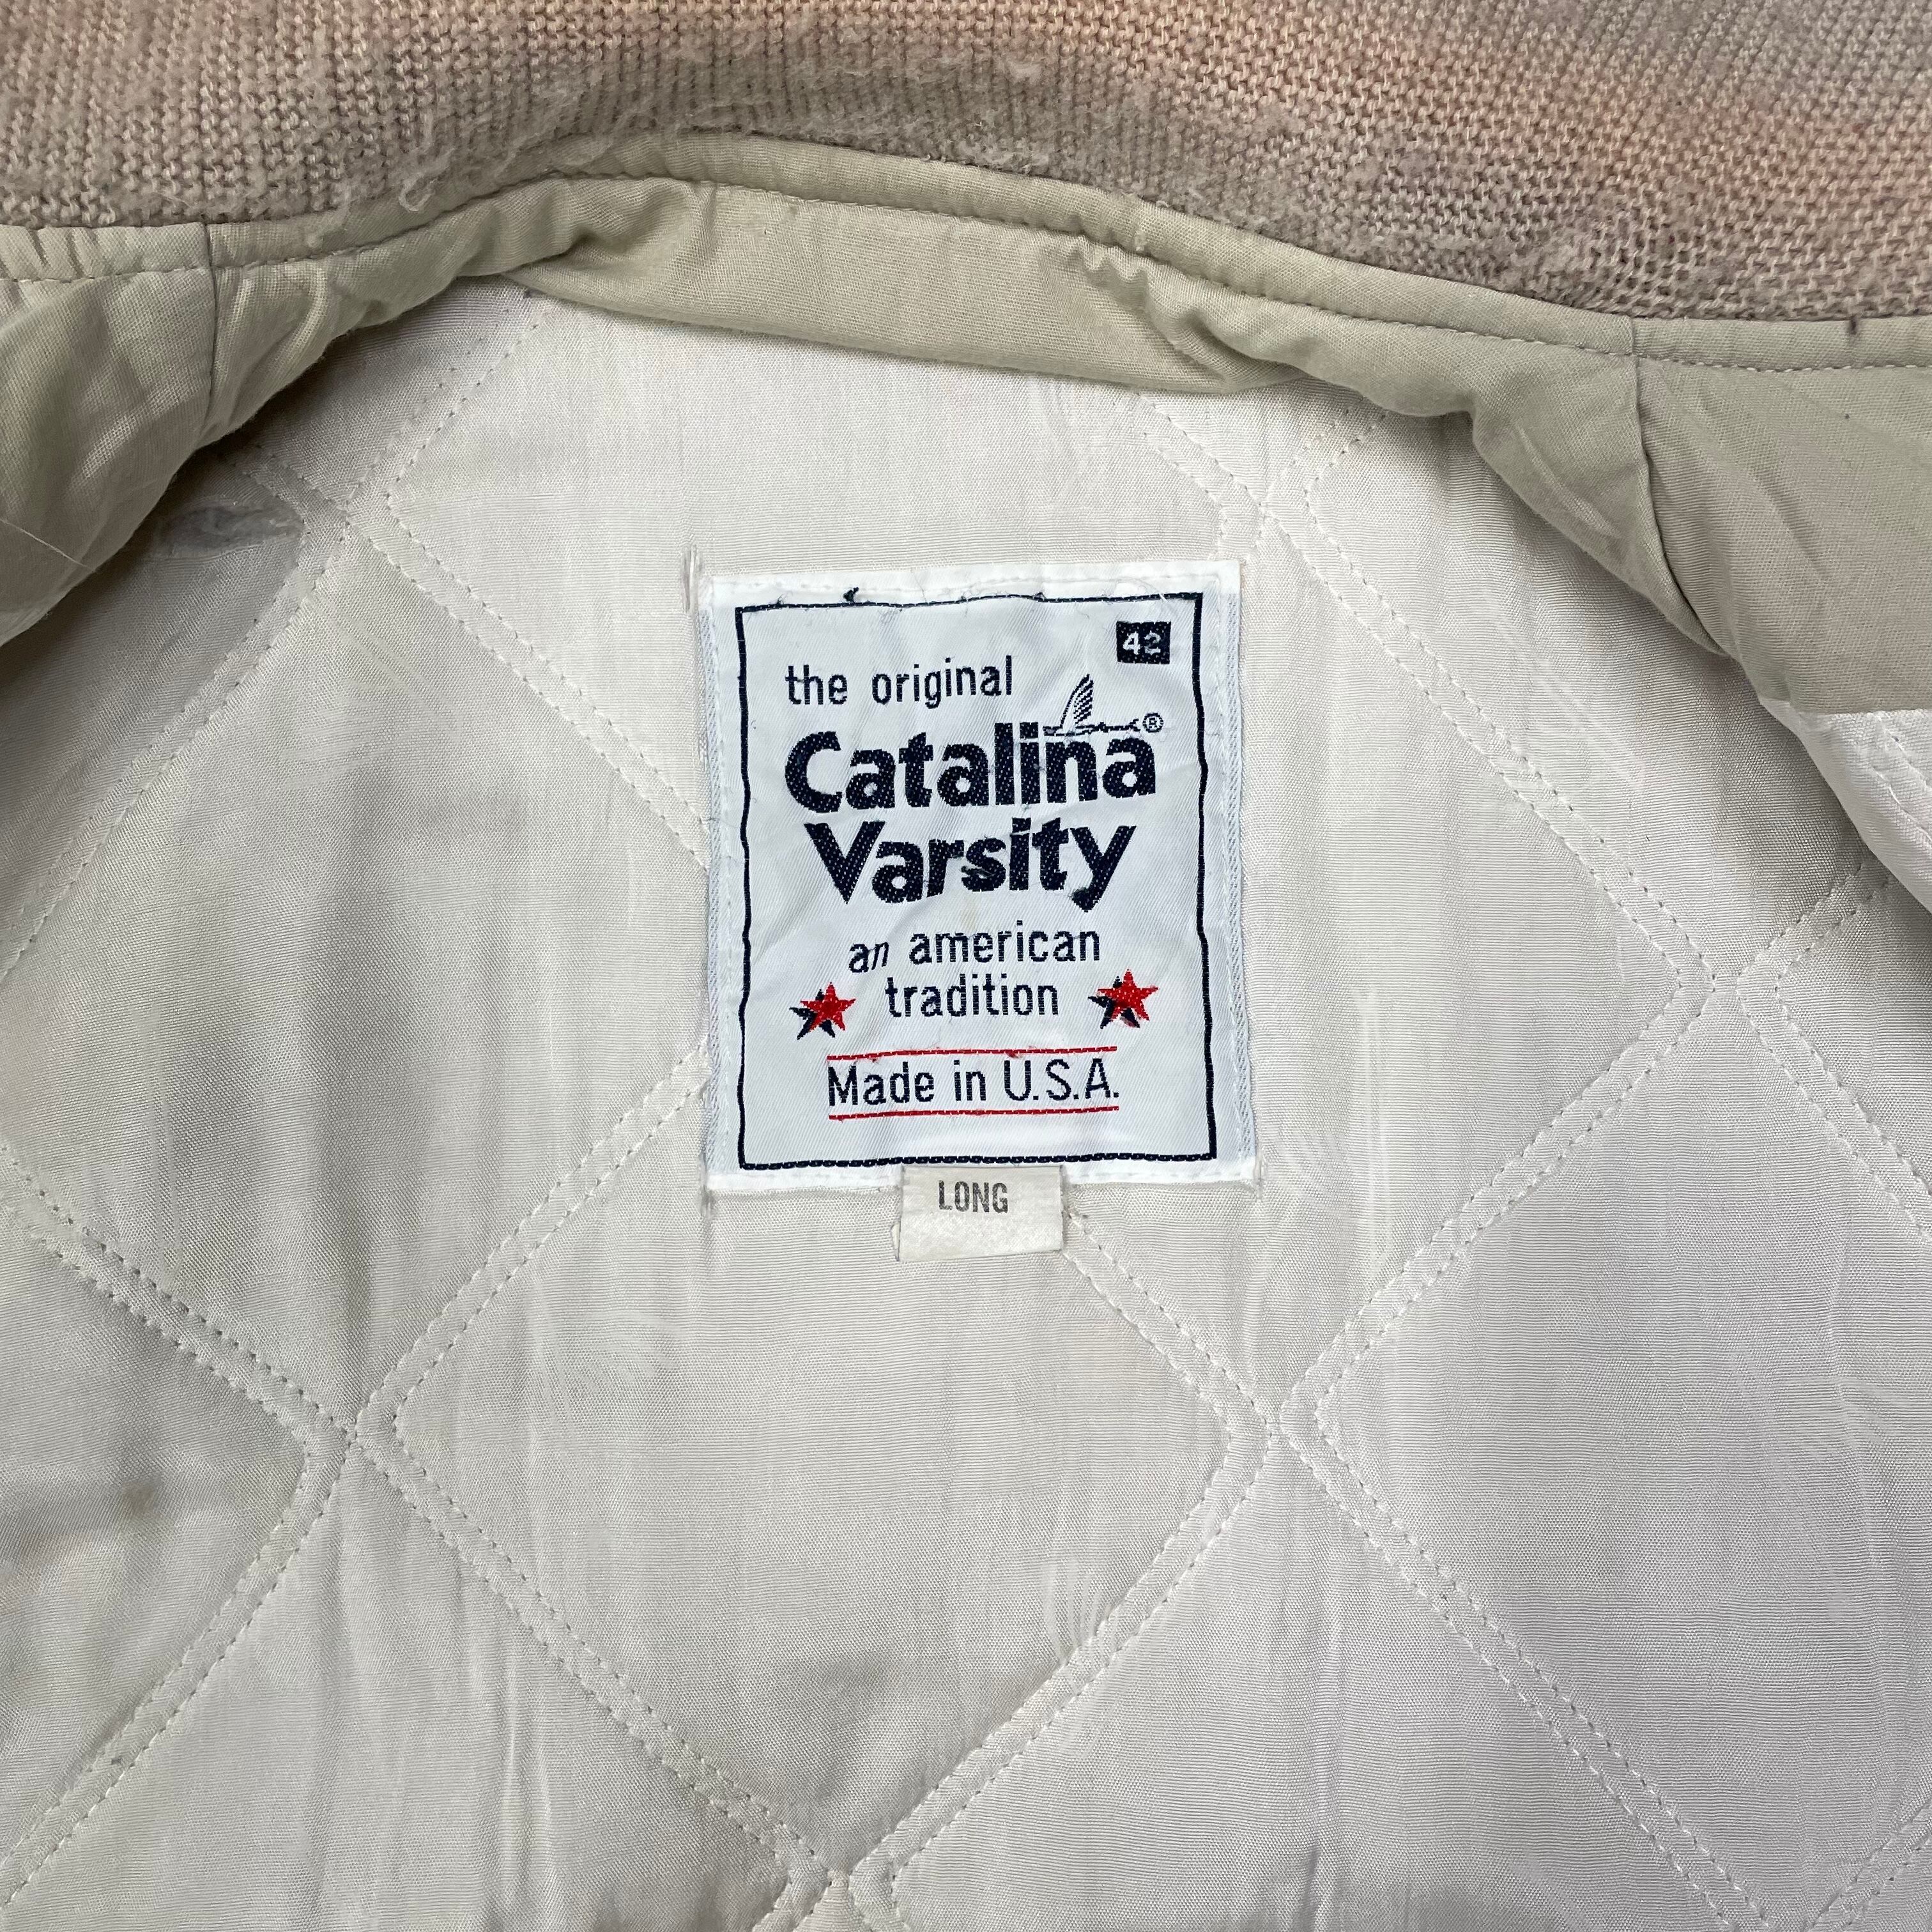 42
the original
Catalina®
Varsity
an american
tradition
Made in U.S.A.
LONG